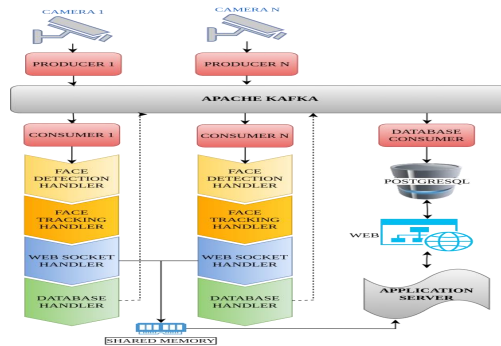 CAMERA 1
CAMERA N
PRODUCER 1
PRODUCER N
APACHE KAFKA
CONSUMER 1
CONSUMER N
DATABASE
CONSUMER
FACE
DETECTION
HANDLER
FACE
DETECTION
HANDLER
POSTGRESQL
FACE
TRACKING
HANDLER
FACE
TRACKING
HANDLER
WEB
WEB SOCKET
HANDLER
WEB SOCKET
HANDLER
DATABASE
HANDLER
DATABASE
HANDLER
APPLICATION
SERVER
SHARED MEMORY